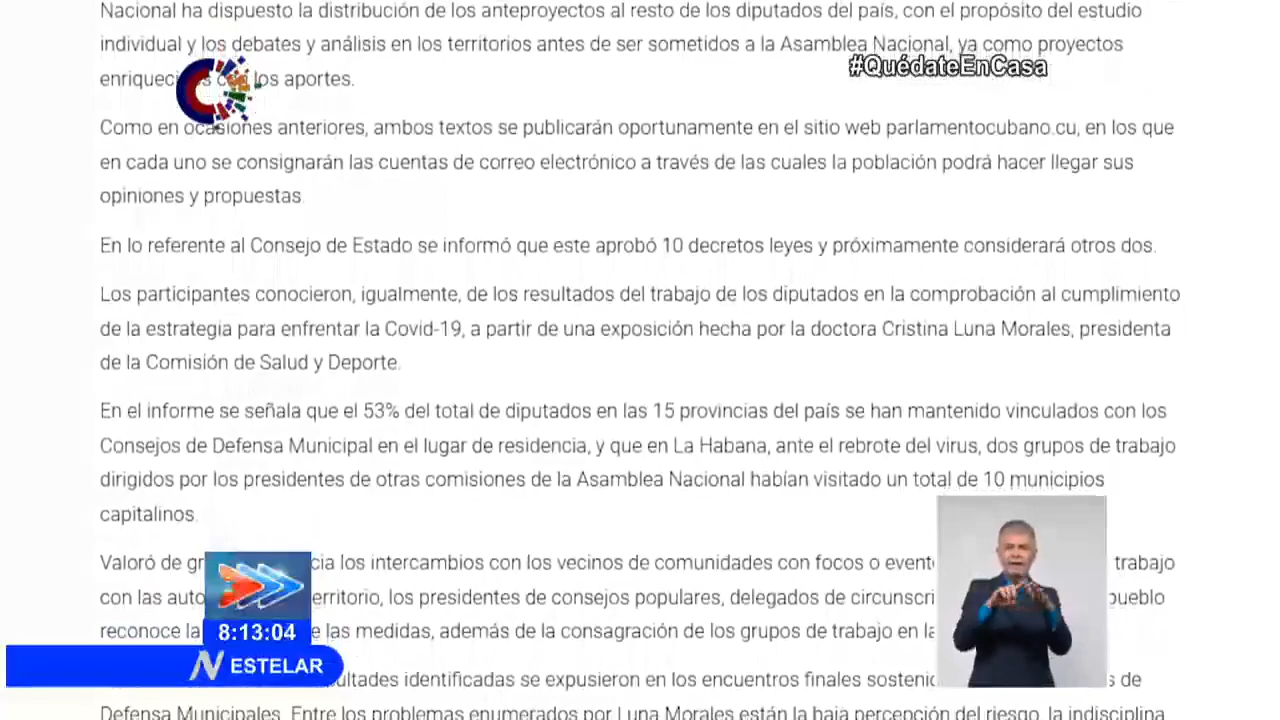 Nacional ha dispuesto la distribución de los anteproyectos al resto de los diputados del país, con el propósito del estudio
individual y los debates y análisis en los territorios antes de ser sometidos a la Asamblea Nacional, ya como proyectos
#QuédateEnCasa
los aportes.
Como en ocasiones anteriores, ambos textos se publicarán oportunamente en el sitio web parlamentocubano.cu, en los que
en cada uno se consignarán las cuentas de correo electrónico a través de las cuales la población podrá hacer llegar sus
opiniones y propuestas.
En lo referente al Consejo de Estado se informó que este aprobó 10 decretos leyes y próximamente considerará otros dos.
Los participantes conocieron, igualmente, de los resultados del trabajo de los diputados en la comprobación al cumplimiento
de la estrategia para enfrentar la Covid-19, a partir de una exposición hecha por la doctora Cristina Luna Morales, presidenta
de la Comisión de Salud y Deporte.
En el informe se señala que el 53% del total de diputados en las 15 provincias del país se han mantenido vinculados con los
Consejos de Defensa Municipal en el lugar de residencia, y que en La Habana, ante el rebrote del virus, dos grupos de trabajo
dirigidos por los presidentes de otras comisiones de la Asamblea Nacional habían visitado un total de 10 municipios
capitalinos.
Valoró de los intercambios con los vecinos de comunidades con focos o trabajo
con las los presidentes de consejos populares, delegados de pueblo
reconoce las medidas, además de la consagración de los grupos de trabajo en
8:13:04
N ESTELAR
identificadas se expusieron en los encuentros finales de
Defensa Municipales. Entre los problemas enumerados por Luna Morales están la baja percepción del riesgo, la indisciplina